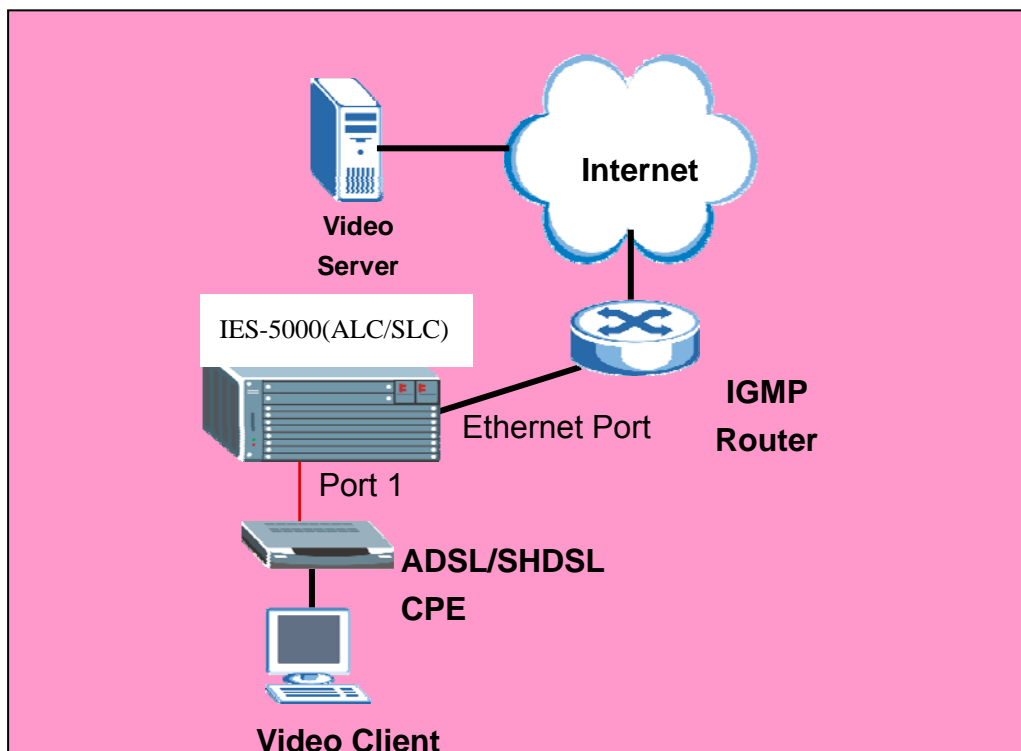 Internet
Video
Server
IES-5000(ALC/SLC)
IGMP
Router
Ethernet Port
Port 1
ADSL/SHDSL
CPE
Video Client